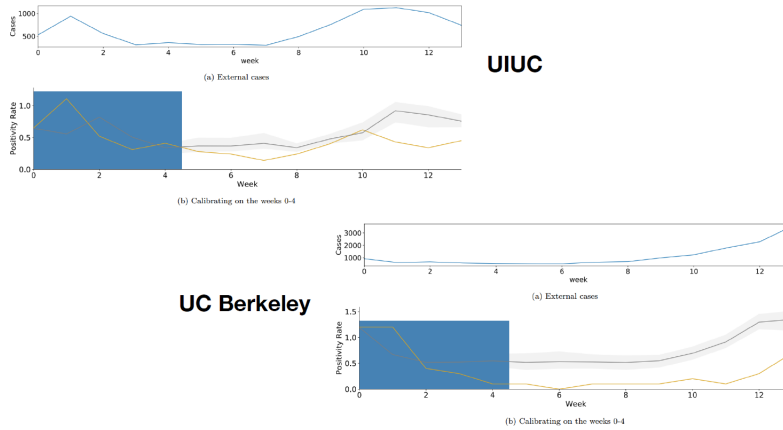 Cases
1000
500
0 2 4 6 8 10 12
week
(a) External cases
UIUC
Positivity Rate
1.0
0.5
0.0
0 2 4 6 8 10 12
Week
(b) Calibrating on the weeks 0-4
UC Berkeley
Cases
3000
2000
1000
0 2 4 6 8 10 12
week
(a) External cases
Positivity Rate
1.5
1.0
0.5
0.0
0 2 4 6 8 10 12
Week
(b) Calibrating on the weeks 0-4